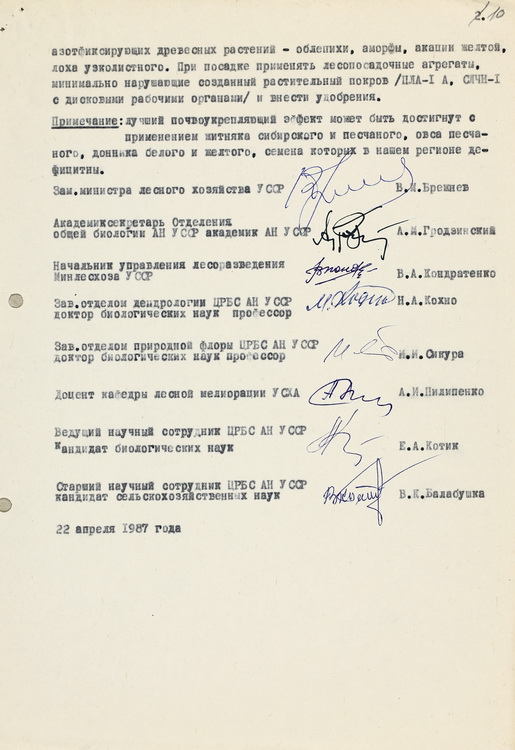 2.10
азотфиксирующих древесных растений - облепихи, аморфы, акации желтой,
лоха узколистного. При посадке применять лесопосадочные агрегаты,
минимально нарушающие созданный растительный покров /ПЛА-I А, СЛЧН-I
с дисковыми рабочими органами/ и внести удобрения.
Примечание: лучший почвоукрепляющий эффект может быть достигнут с
применением житняка сибирского и песчаного, овса песча-
ного, донника белого и желтого, семена которых в нашем регионе де-
фицитны.
Зам.министра лесного хозяйства УССР В.М.Брежнев
Академиксекретарь Отделения
общей биологии АН УССР академик АН УССР А.М.Гродзинский
Начальник управления лесоразведения
Минлесхоза УССР В.А.Кондратенко
Зав.отделом дендрологии ЦРБС АН УССР
доктор биологических наук профессор Н.А.Кохно
Зав.отделом природной флоры ЦРБС АН УССР
доктор биологических наук профессор И.И.Сикура
Доцент кафедры лесной мелиорации УСХА А.И.Пилипенко
Ведущий научный сотрудник ЦРБС АН УССР
кандидат биологических наук Е.А.Котик
Старший научный сотрудник ЦРБС АН УССР
кандидат сельскохозяйственных наук В.К.Балабушка
22 апреля 1987 года